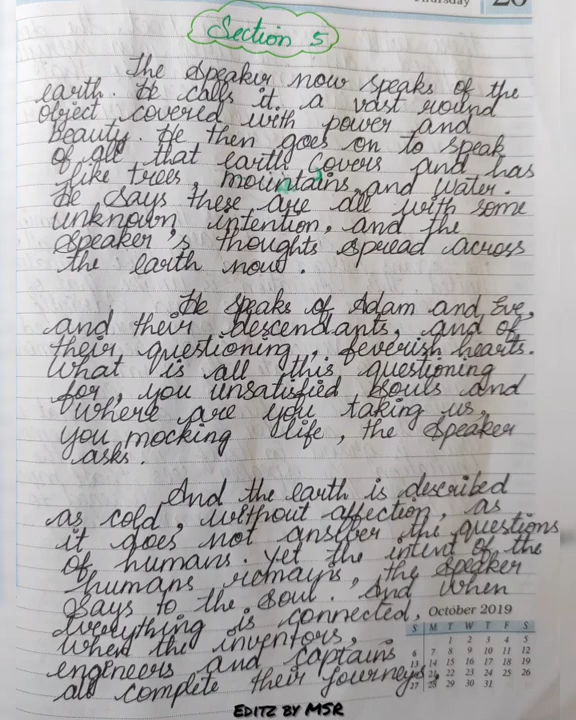 Thursday
20
Section 5
The speaker now speaks of the
earth. He calls it a vast round
object covered with power and
beauty. He then goes on to speak
of all that earth covers and has
like trees, mountains and water.
He says these are all with some
unknown intention, and the
speaker's thoughts spread across
the earth now.
He speaks of Adam and Eve,
and their descendants, and of
their questioning, feverish hearts.
What is all this questioning
for, you unsatisfied souls and
where are you taking us,
you mocking life, the speaker
asks.
And the earth is described
as cold, without affection, as
it does not answer the questions
of humans. Yet the intent of the
humans remains, the speaker
says to the soul. And when
everything is connected,
when the inventors,
engineers and captains
all complete their journeys,
October 2019
S M T W T F S
1 2 3 4 5
6 7 8 9 10 11 12
13 14 15 16 17 18 19
20 21 22 23 24 25 26
27 28 29 30 31
EDITZ BY MSR